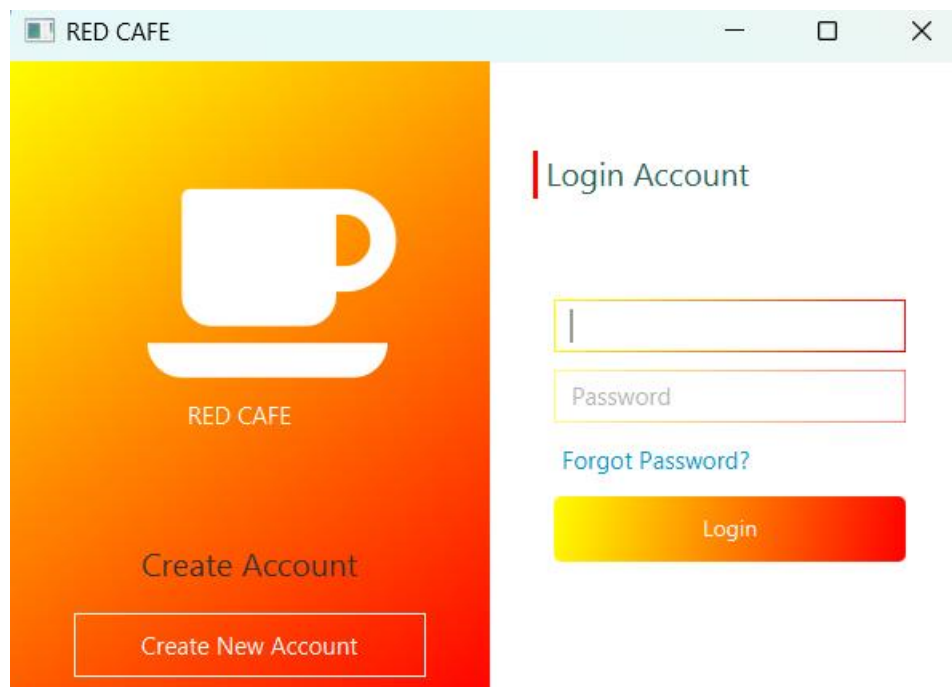 RED CAFE
RED CAFE
Create Account
Create New Account
Login Account
Password
Forgot Password?
Login